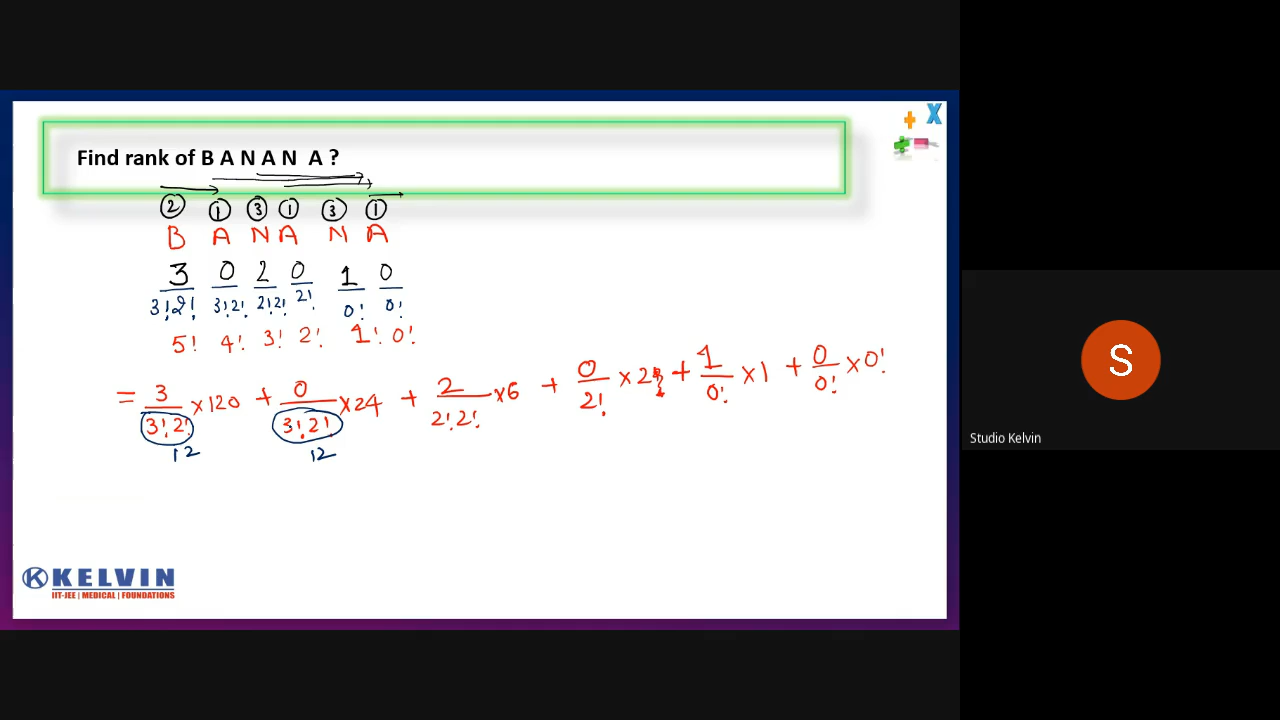 Find rank of B A N A N A ?
② ① ③ ① ③ ①
B A N A N A
3 0 2 0 1 0
3!2! 3!2! 2!2! 2! 0! 0!
5! 4! 3! 2! 1! 0!
= 3/3!2! ×120 + 0/3!2! ×24 + 2/2!2! ×6 + 0/2! ×2 + 1/0! ×1 + 0/0! ×0!
12 12
KELVIN
IIT-JEE | MEDICAL | FOUNDATIONS
S
Studio Kelvin